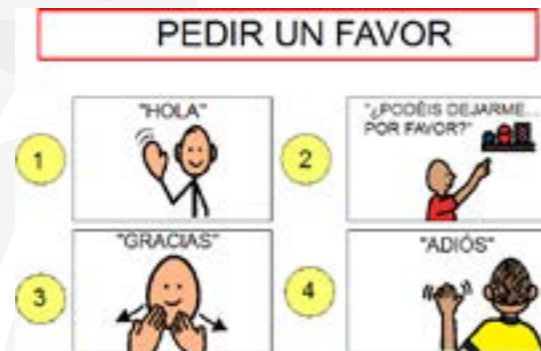 PEDIR UN FAVOR
1
"HOLA"
2
"¿PODÉIS DEJARME...
POR FAVOR?"
3
"GRACIAS"
4
"ADIÓS"